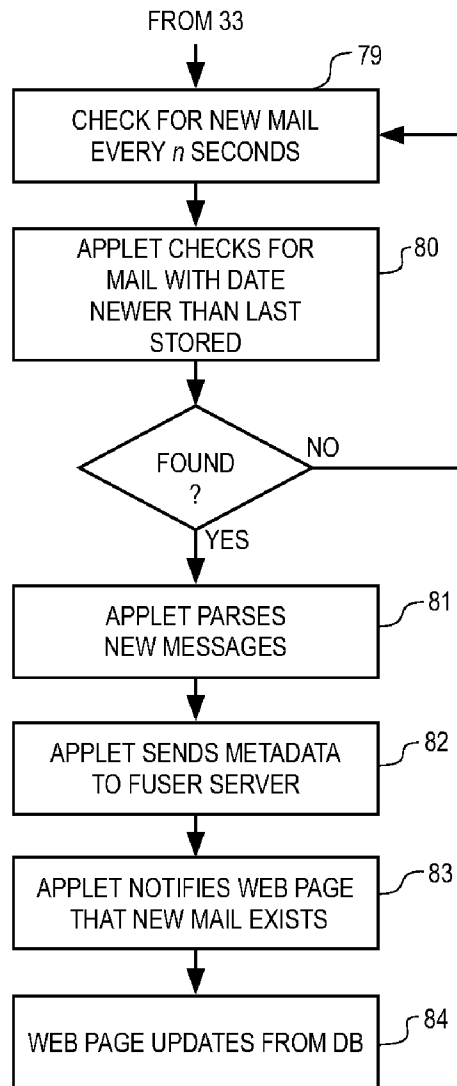 FROM 33
79
CHECK FOR NEW MAIL
EVERY n SECONDS
APPLET CHECKS FOR
MAIL WITH DATE
NEWER THAN LAST
STORED
80
FOUND
?
NO
YES
APPLET PARSES
NEW MESSAGES
81
APPLET SENDS METADATA
TO FUSER SERVER
82
APPLET NOTIFIES WEB PAGE
THAT NEW MAIL EXISTS
83
WEB PAGE UPDATES FROM DB
84